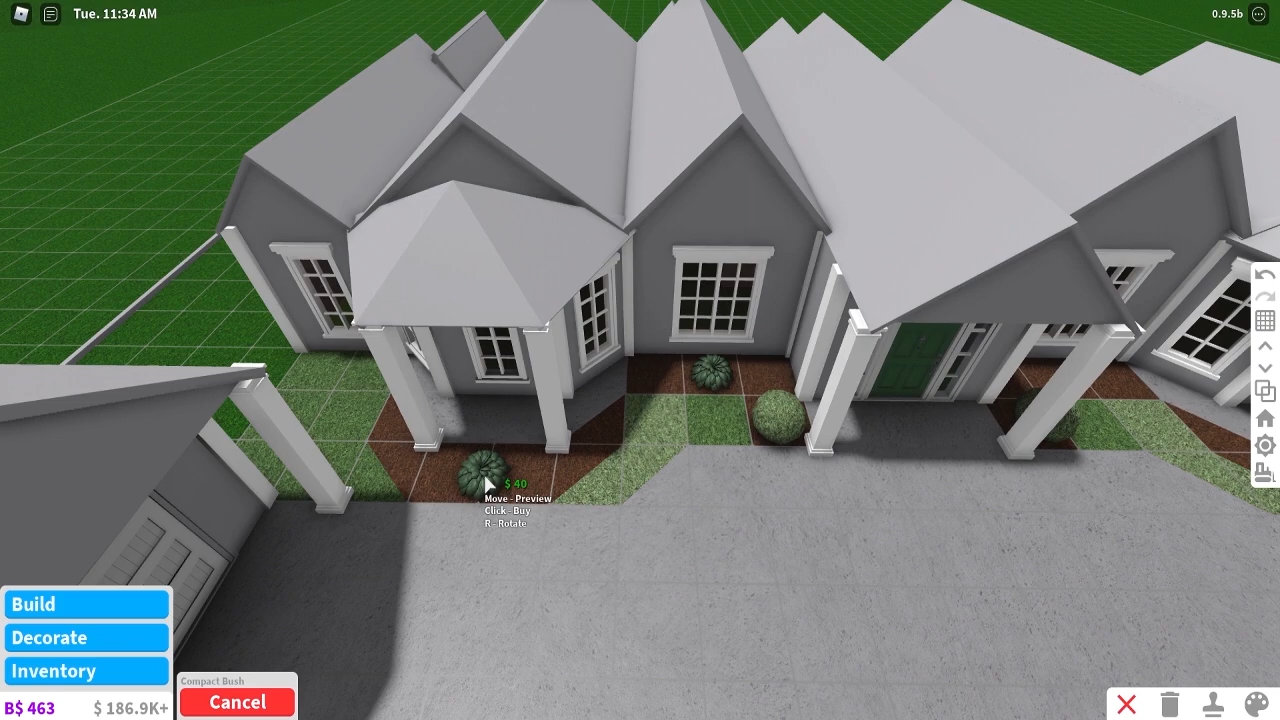 Tue. 11:34 AM
0.9.5b
$ 40
Move - Preview
Click - Buy
R - Rotate
Build
Decorate
Inventory
B$ 463
$ 186.9K+
Compact Bush
Cancel